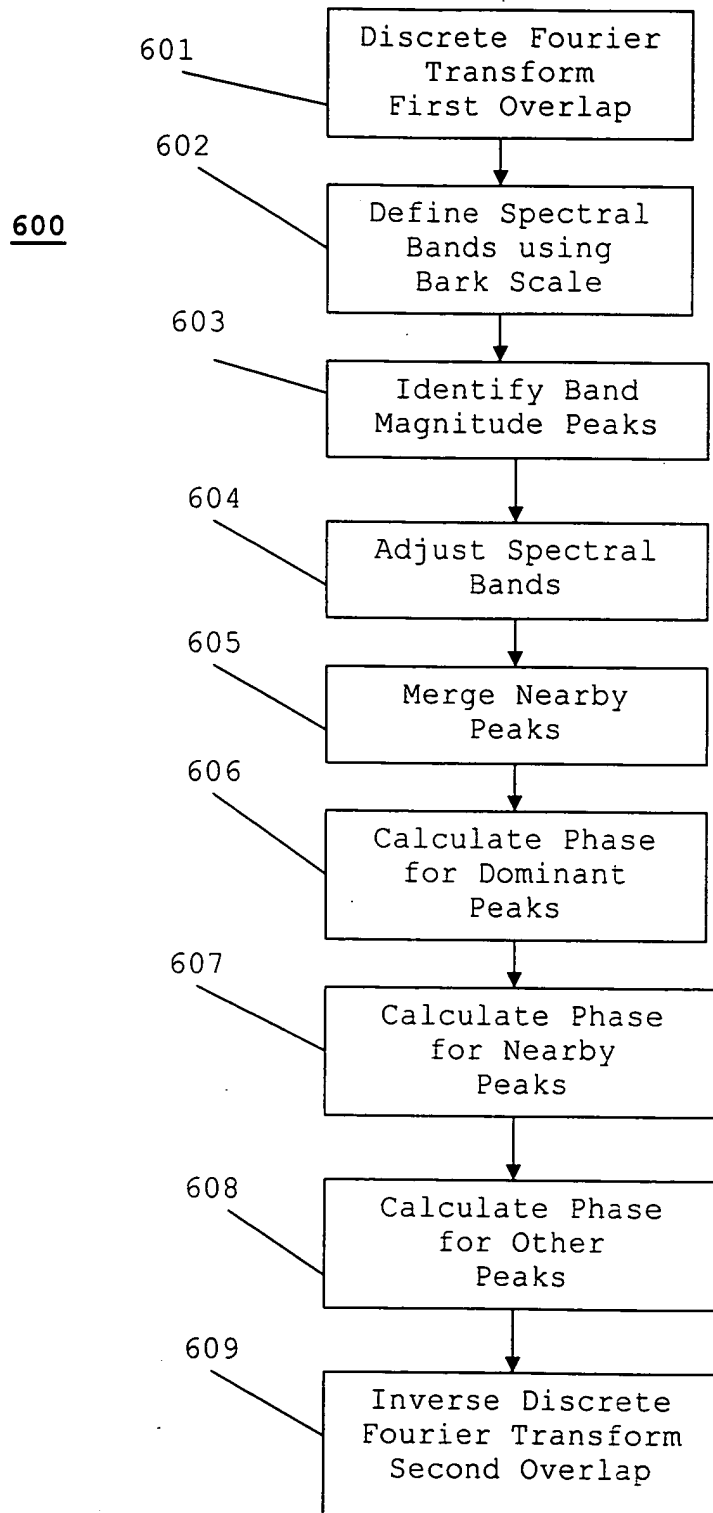 601
Discrete Fourier
Transform
First Overlap
602
600
Define Spectral
Bands using
Bark Scale
603
Identify Band
Magnitude Peaks
604
Adjust Spectral
Bands
605
Merge Nearby
Peaks
606
Calculate Phase
for Dominant
Peaks
607
Calculate Phase
for Nearby
Peaks
608
Calculate Phase
for Other
Peaks
609
Inverse Discrete
Fourier Transform
Second Overlap